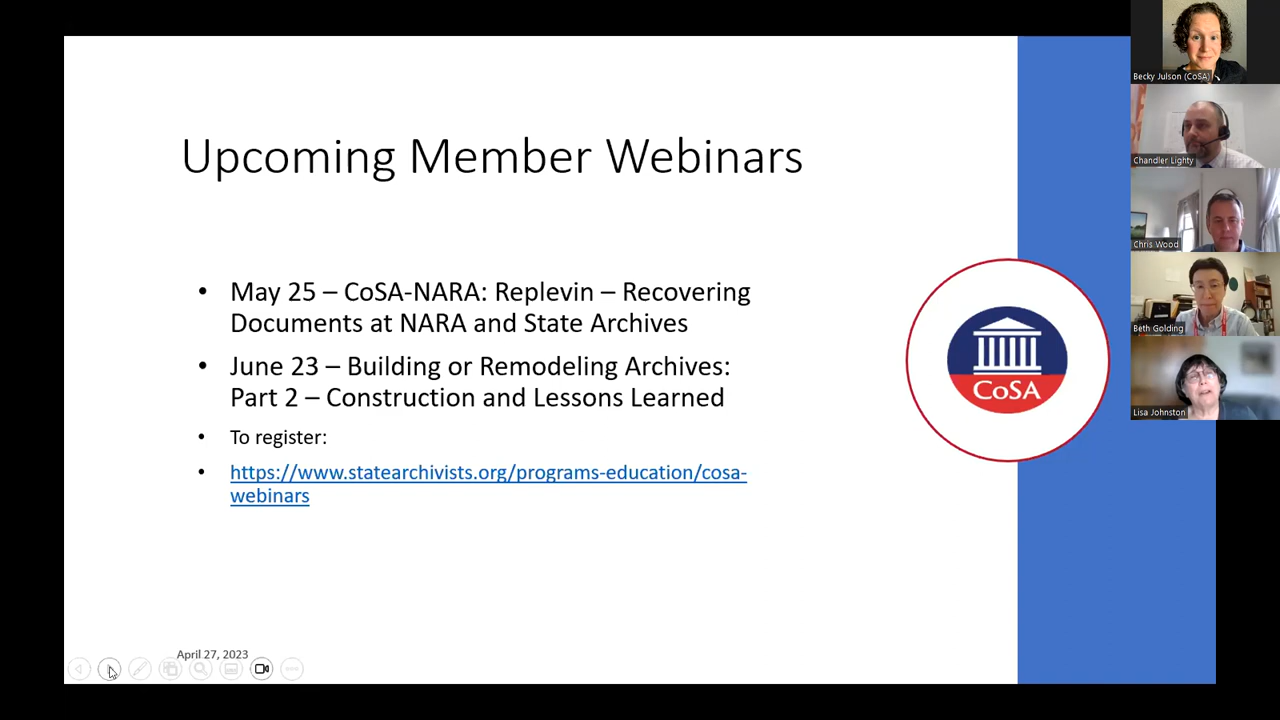 Upcoming Member Webinars
May 25 – CoSA-NARA: Replevin – Recovering
Documents at NARA and State Archives
June 23 – Building or Remodeling Archives:
Part 2 – Construction and Lessons Learned
To register:
https://www.statearchivists.org/programs-education/cosa-
webinars
April 27, 2023
CoSA
Becky Julson (CoSA)
Chandler Lighty
Chris Wood
Beth Golding
Lisa Johnston